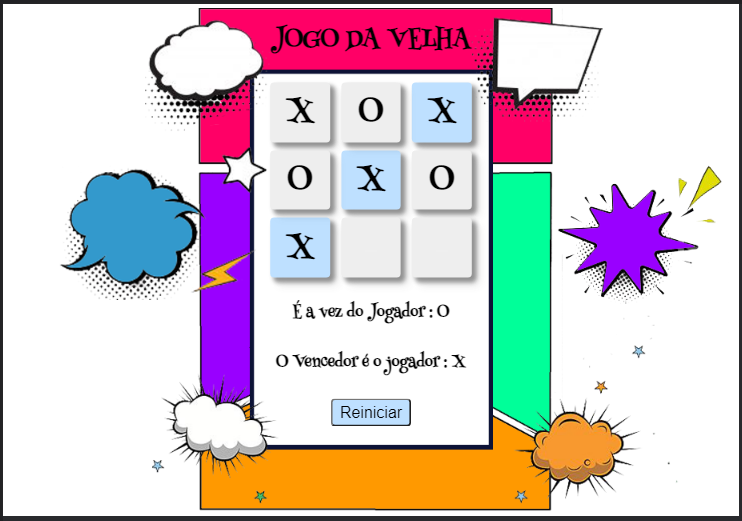 JOGO DA VELHA
X O X
O X O
X
É a vez do Jogador : O
O Vencedor é o jogador : X
Reiniciar